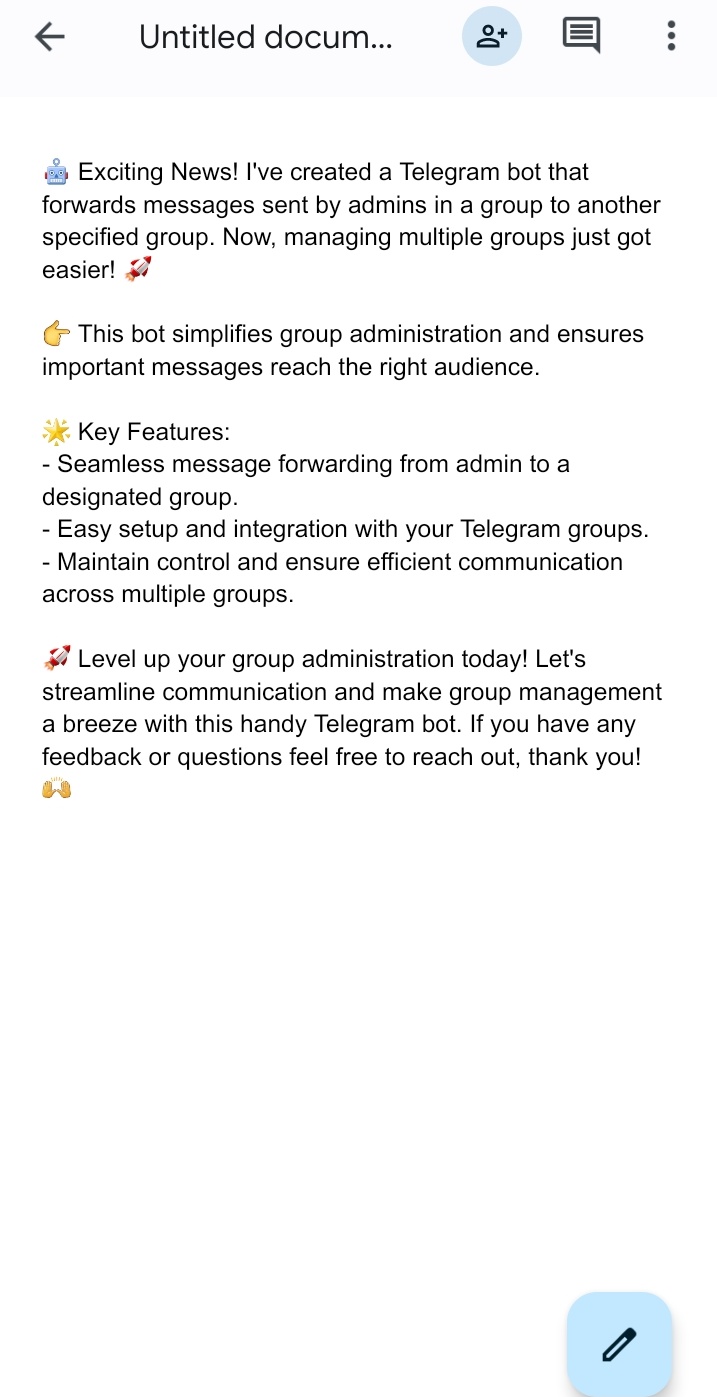 Untitled docum...
🤖 Exciting News! I've created a Telegram bot that
forwards messages sent by admins in a group to another
specified group. Now, managing multiple groups just got
easier! 🚀
👉 This bot simplifies group administration and ensures
important messages reach the right audience.
🌟 Key Features:
- Seamless message forwarding from admin to a
designated group.
- Easy setup and integration with your Telegram groups.
- Maintain control and ensure efficient communication
across multiple groups.
🚀 Level up your group administration today! Let's
streamline communication and make group management
a breeze with this handy Telegram bot. If you have any
feedback or questions feel free to reach out, thank you!
🙌